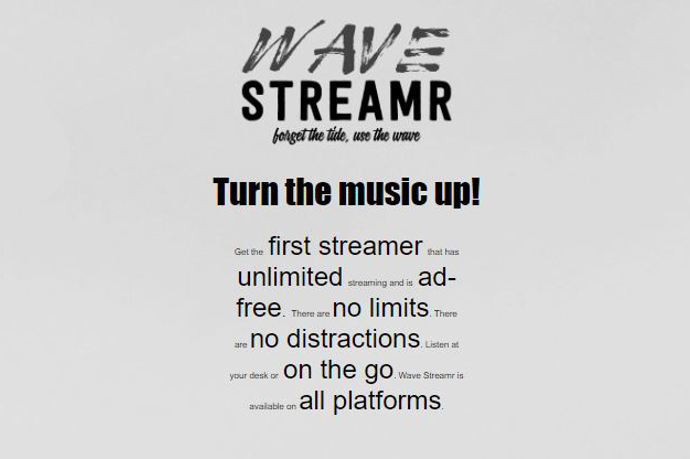 WAVE
STREAMR
forget the tide, use the wave
Turn the music up!
Get the first streamer that has
unlimited streaming and is ad-
free. There are no limits. There
are no distractions. Listen at
your desk or on the go. Wave Streamr is
available on all platforms.